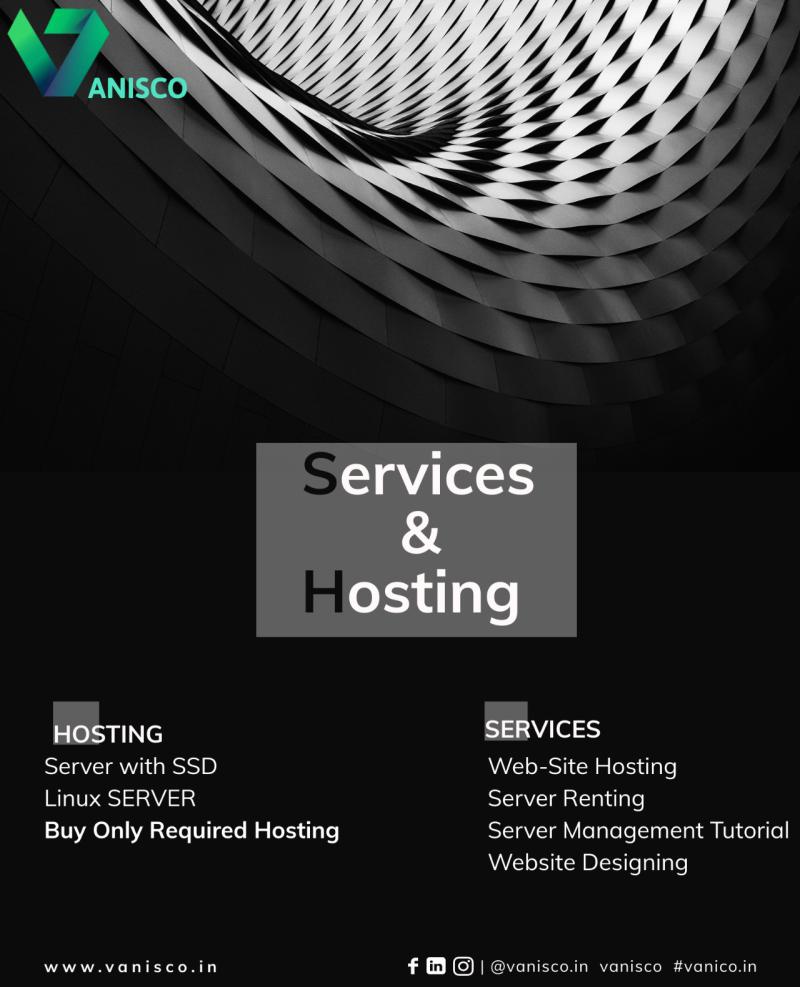 VANISCO
Services
&
Hosting
HOSTING
Server with SSD
Linux SERVER
Buy Only Required Hosting
SERVICES
Web-Site Hosting
Server Renting
Server Management Tutorial
Website Designing
www.vanisco.in
| @vanisco.in vanisco #vanico.in